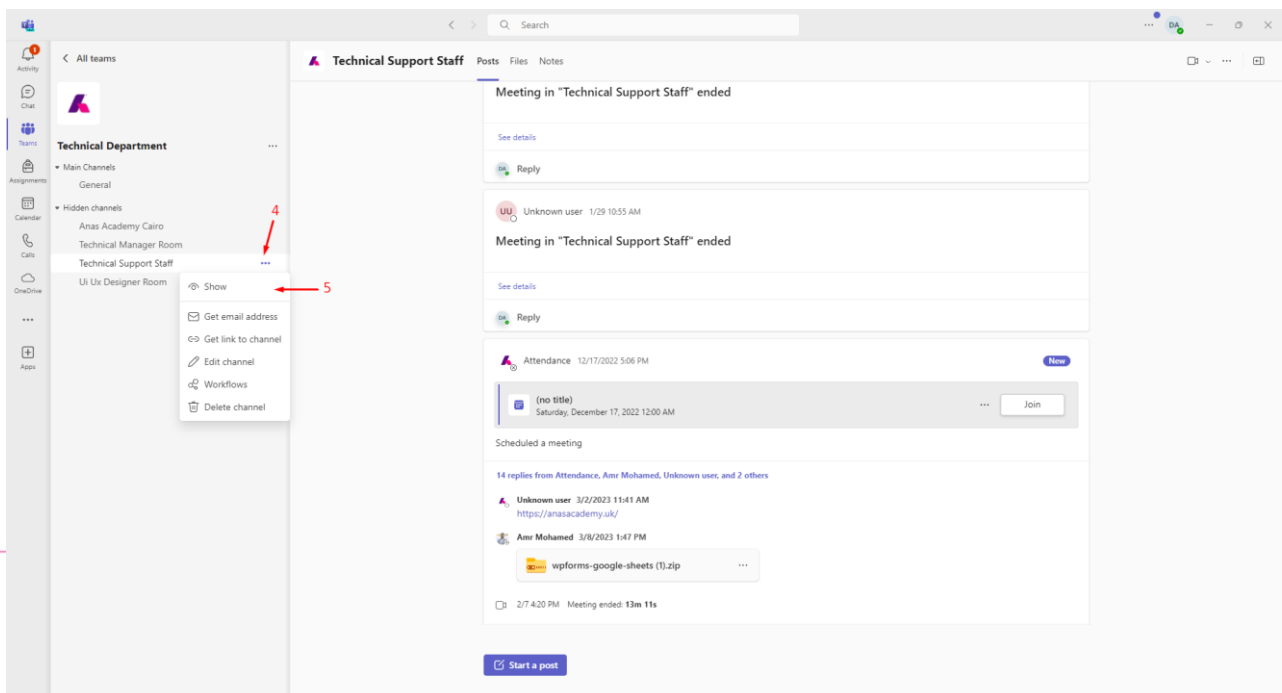 Search
DA
Activity
Chat
Teams
Assignments
Calendar
Calls
OneDrive
Apps
All teams
Technical Department
Main Channels
General
Hidden channels
Anas Academy Cairo
Technical Manager Room
Technical Support Staff
Ui Ux Designer Room
4
5
Show
Get email address
Get link to channel
Edit channel
Workflows
Delete channel
Technical Support Staff Posts Files Notes
Meeting in "Technical Support Staff" ended
See details
DA Reply
UU Unknown user 1/29 10:55 AM
Meeting in "Technical Support Staff" ended
See details
DA Reply
Attendance 12/17/2022 5:06 PM New
(no title)
Saturday, December 17, 2022 12:00 AM
Join
Scheduled a meeting
14 replies from Attendance, Amr Mohamed, Unknown user, and 2 others
Unknown user 3/2/2023 11:41 AM
https://anasacademy.uk/
Amr Mohamed 3/8/2023 1:47 PM
wpforms-google-sheets (1).zip
2/7 4:20 PM Meeting ended: 13m 11s
Start a post